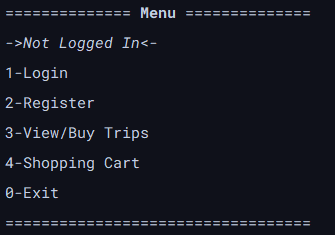 ============== Menu ==============
->Not Logged In<-
1-Login
2-Register
3-View/Buy Trips
4-Shopping Cart
0-Exit
==================================